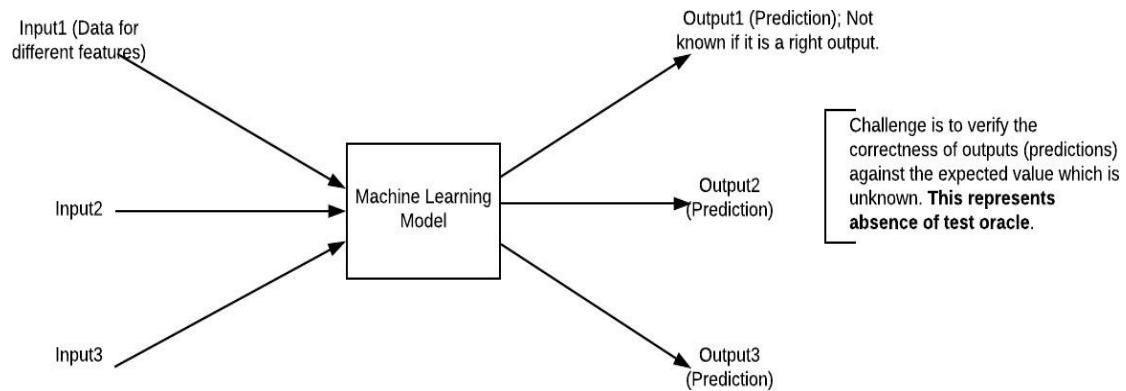 Input1 (Data for
different features)
Input2
Input3
Machine Learning
Model
Output1 (Prediction); Not
known if it is a right output.
Output2
(Prediction)
Output3
(Prediction)
Challenge is to verify the
correctness of outputs (predictions)
against the expected value which is
unknown. This represents
absence of test oracle.